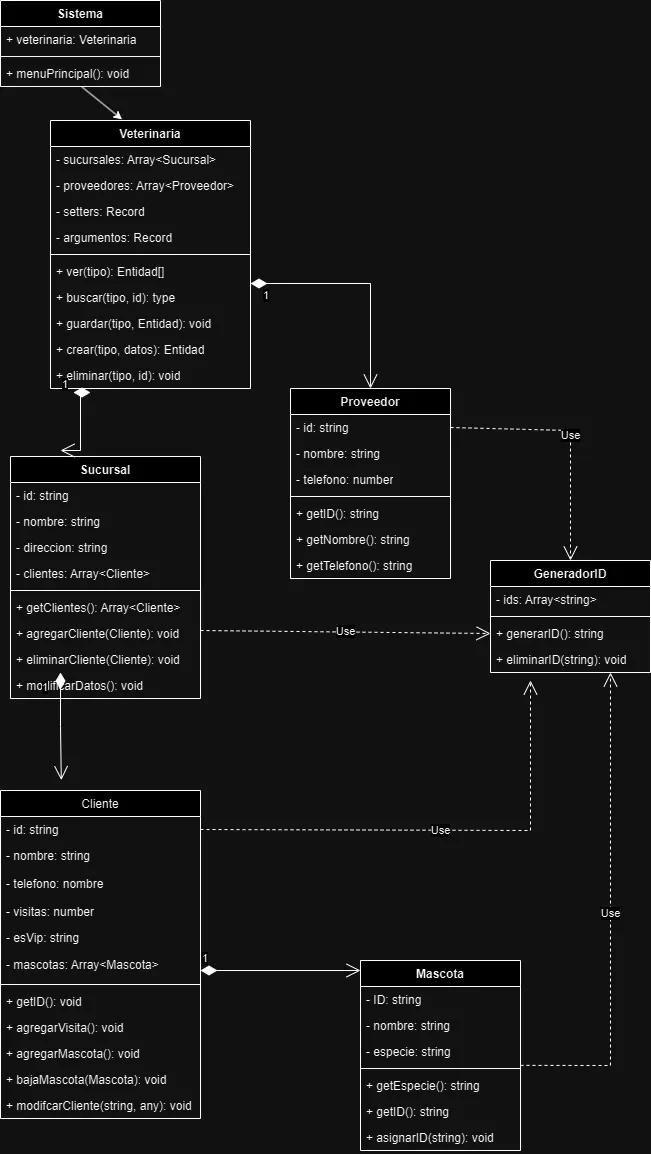 Sistema
+ veterinaria: Veterinaria
+ menuPrincipal(): void
Veterinaria
- sucursales: Array<Sucursal>
- proveedores: Array<Proveedor>
- setters: Record
- argumentos: Record
+ ver(tipo): Entidad[]
+ buscar(tipo, id): type
+ guardar(tipo, Entidad): void
+ crear(tipo, datos): Entidad
+ eliminar(tipo, id): void
1
1
Proveedor
- id: string
- nombre: string
- telefono: number
+ getID(): string
+ getNombre(): string
+ getTelefono(): string
Use
Sucursal
- id: string
- nombre: string
- direccion: string
- clientes: Array<Cliente>
+ getClientes(): Array<Cliente>
+ agregarCliente(Cliente): void
+ eliminarCliente(Cliente): void
+ modificarDatos(): void
1
Use
GeneradorID
- ids: Array<string>
+ generarID(): string
+ eliminarID(string): void
Cliente
- id: string
- nombre: string
- telefono: nombre
- visitas: number
- esVip: string
- mascotas: Array<Mascota>
+ getID(): void
+ agregarVisita(): void
+ agregarMascota(): void
+ bajaMascota(Mascota): void
+ modifcarCliente(string, any): void
Use
1
Mascota
- ID: string
- nombre: string
- especie: string
+ getEspecie(): string
+ getID(): string
+ asignarID(string): void
Use